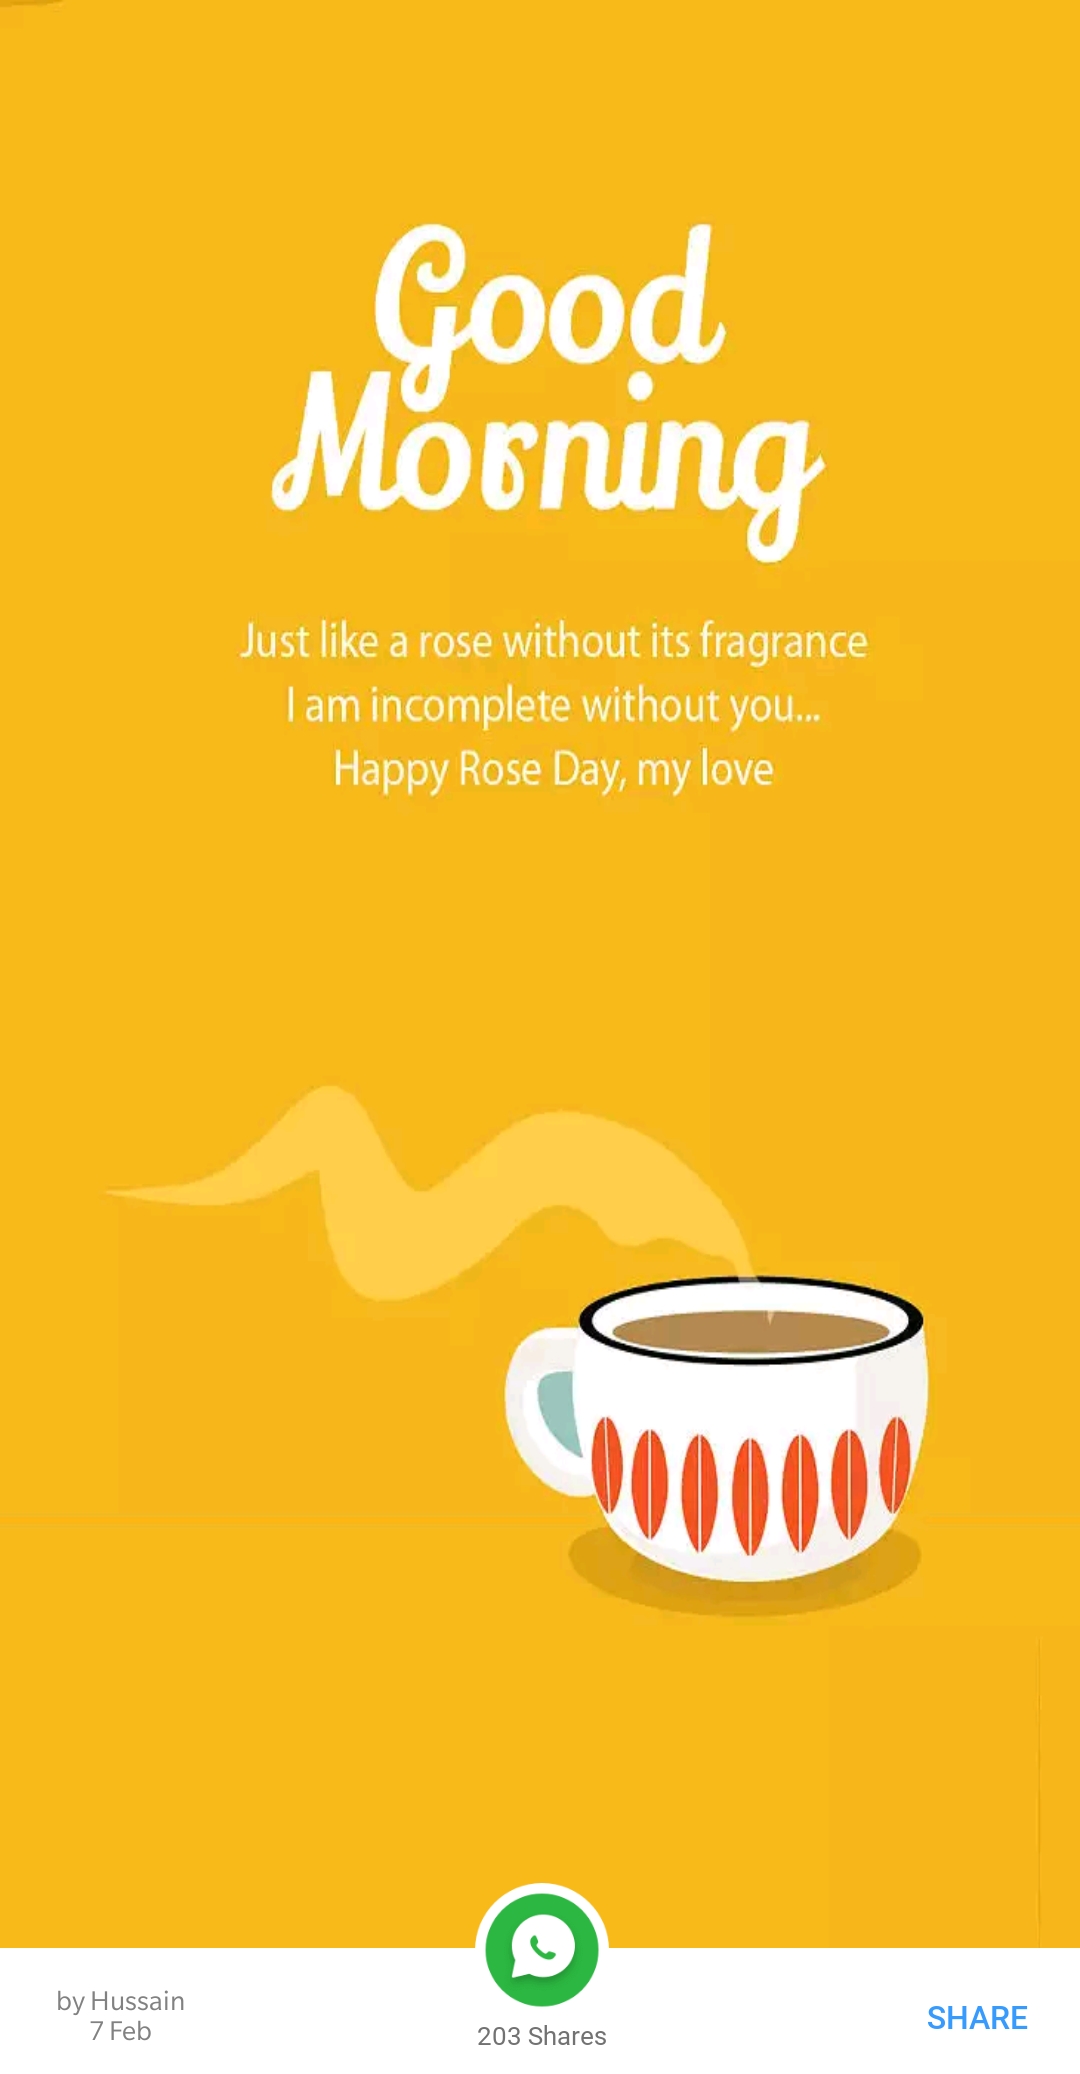 Good
Morning
Just like a rose without its fragrance
I am incomplete without you...
Happy Rose Day, my love
by Hussain
7 Feb
203 Shares
SHARE